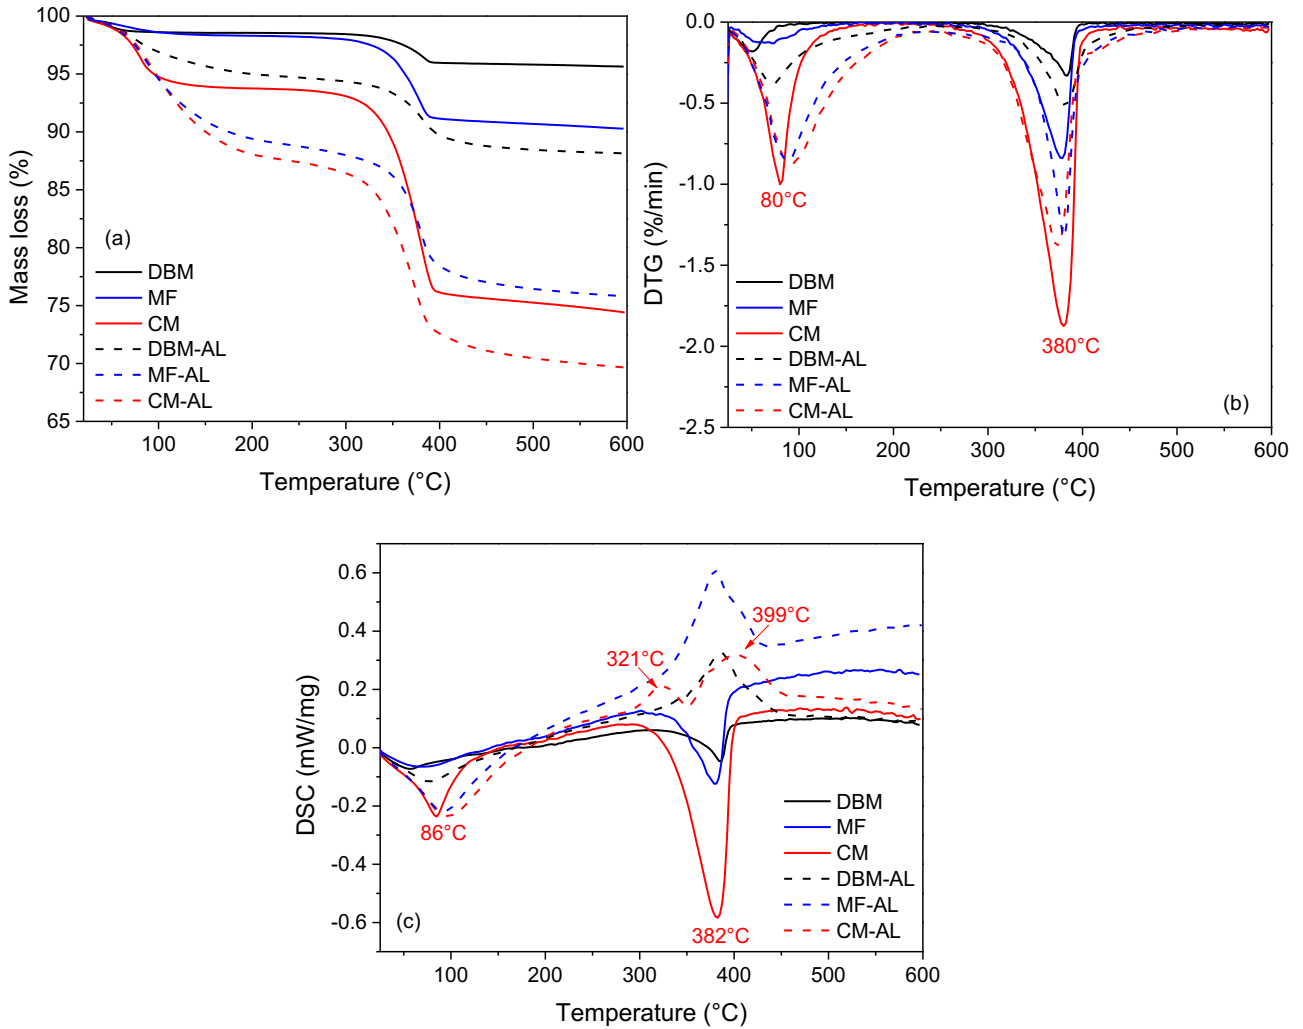 100
95
90
85
80
75
70
65
Mass loss (%)
(a)
DBM
MF
CM
DBM-AL
MF-AL
CM-AL
100 200 300 400 500 600
Temperature (°C)
0.0
-0.5
-1.0
-1.5
-2.0
-2.5
DTG (%/min)
80°C
380°C
DBM
MF
CM
DBM-AL
MF-AL
CM-AL
(b)
100 200 300 400 500 600
Temperature (°C)
0.6
0.4
0.2
0.0
-0.2
-0.4
-0.6
DSC (mW/mg)
399°C
321°C
86°C
382°C
DBM
MF
CM
DBM-AL
MF-AL
CM-AL
(c)
100 200 300 400 500 600
Temperature (°C)